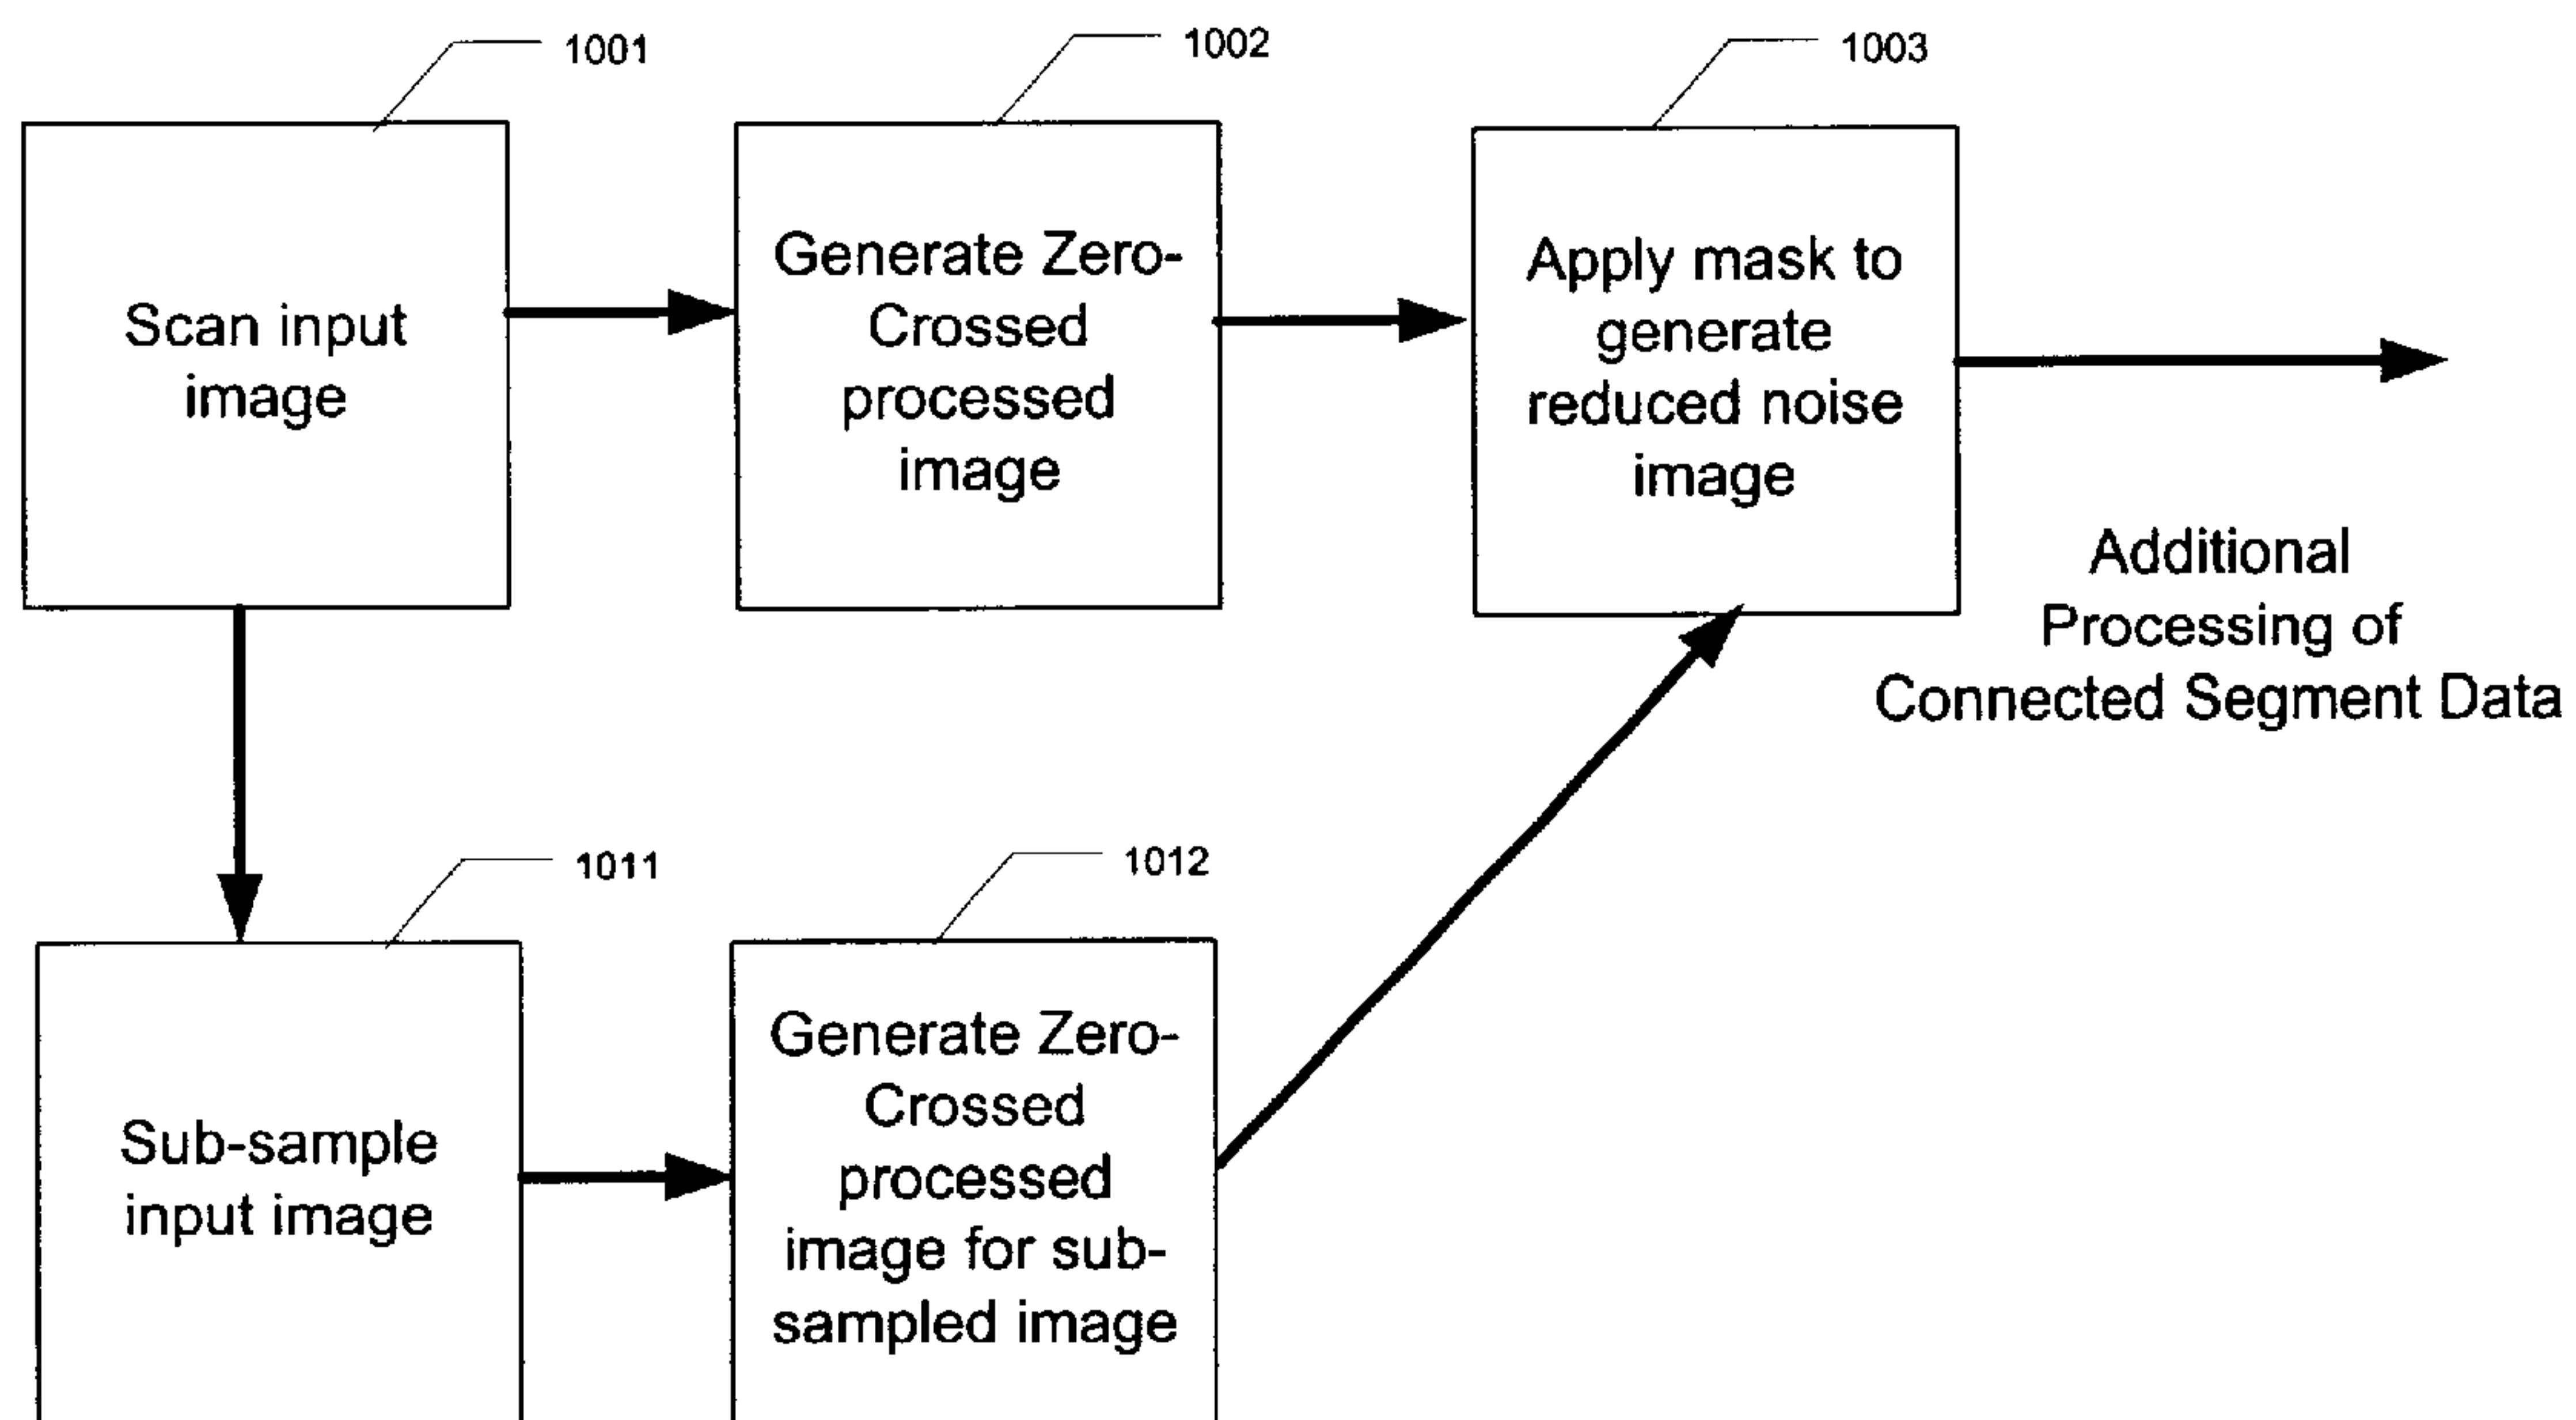 1001
1002
1003
Scan input
image
Generate Zero-
Crossed
processed
image
Apply mask to
generate
reduced noise
image
Additional
Processing of
Connected Segment Data
1011
1012
Sub-sample
input image
Generate Zero-
Crossed
processed
image for sub-
sampled image